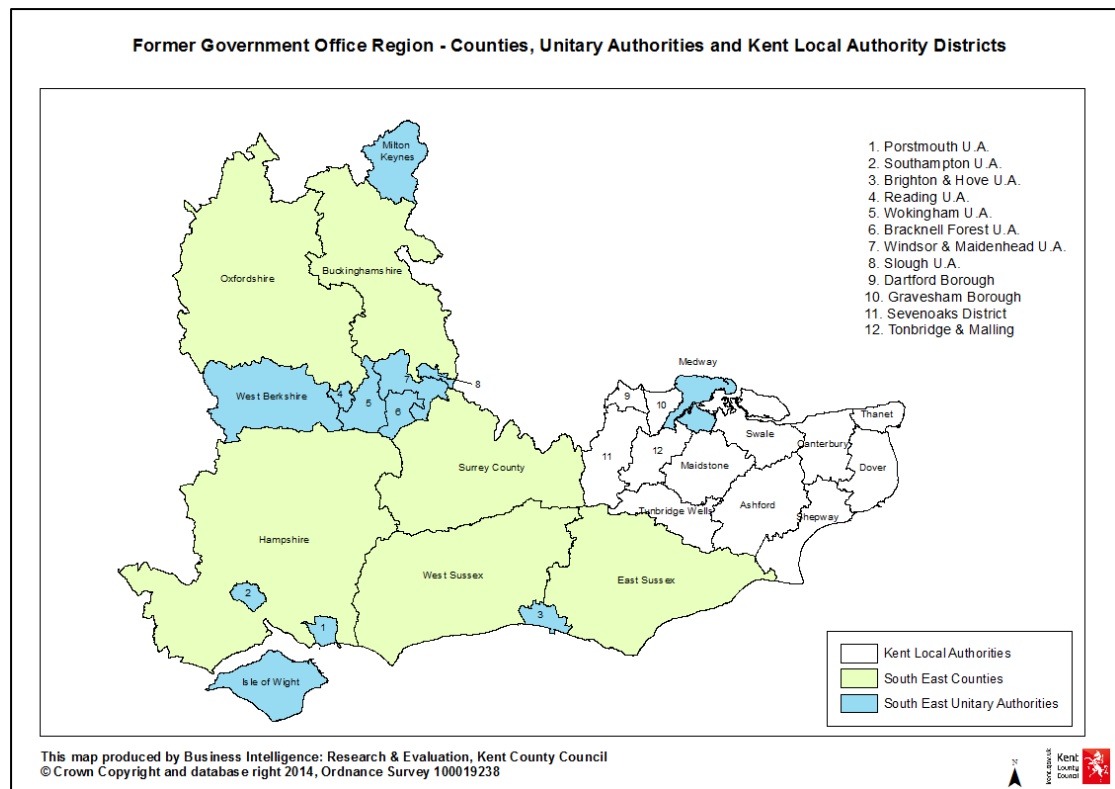 Former Government Office Region - Counties, Unitary Authorities and Kent Local Authority Districts
Milton
Keynes
1. Porstmouth U.A.
2. Southampton U.A.
3. Brighton & Hove U.A.
4. Reading U.A.
5. Wokingham U.A.
6. Bracknell Forest U.A.
7. Windsor & Maidenhead U.A.
8. Slough U.A.
9. Dartford Borough
10. Gravesham Borough
11. Sevenoaks District
12. Tonbridge & Malling
Oxfordshire
Buckinghamshire
Medway
West Berkshire
4
5
6
7
8
9
10
11
12
Thanet
Swale
Canterbury
Maidstone
Dover
Surrey County
Ashford
Tunbridge Wells
Shepway
Hampshire
West Sussex
East Sussex
2
1
3
Isle of Wight
Kent Local Authorities
South East Counties
South East Unitary Authorities
This map produced by Business Intelligence: Research & Evaluation, Kent County Council
© Crown Copyright and database right 2014, Ordnance Survey 100019238
N
kent.gov.uk
Kent
County
Council